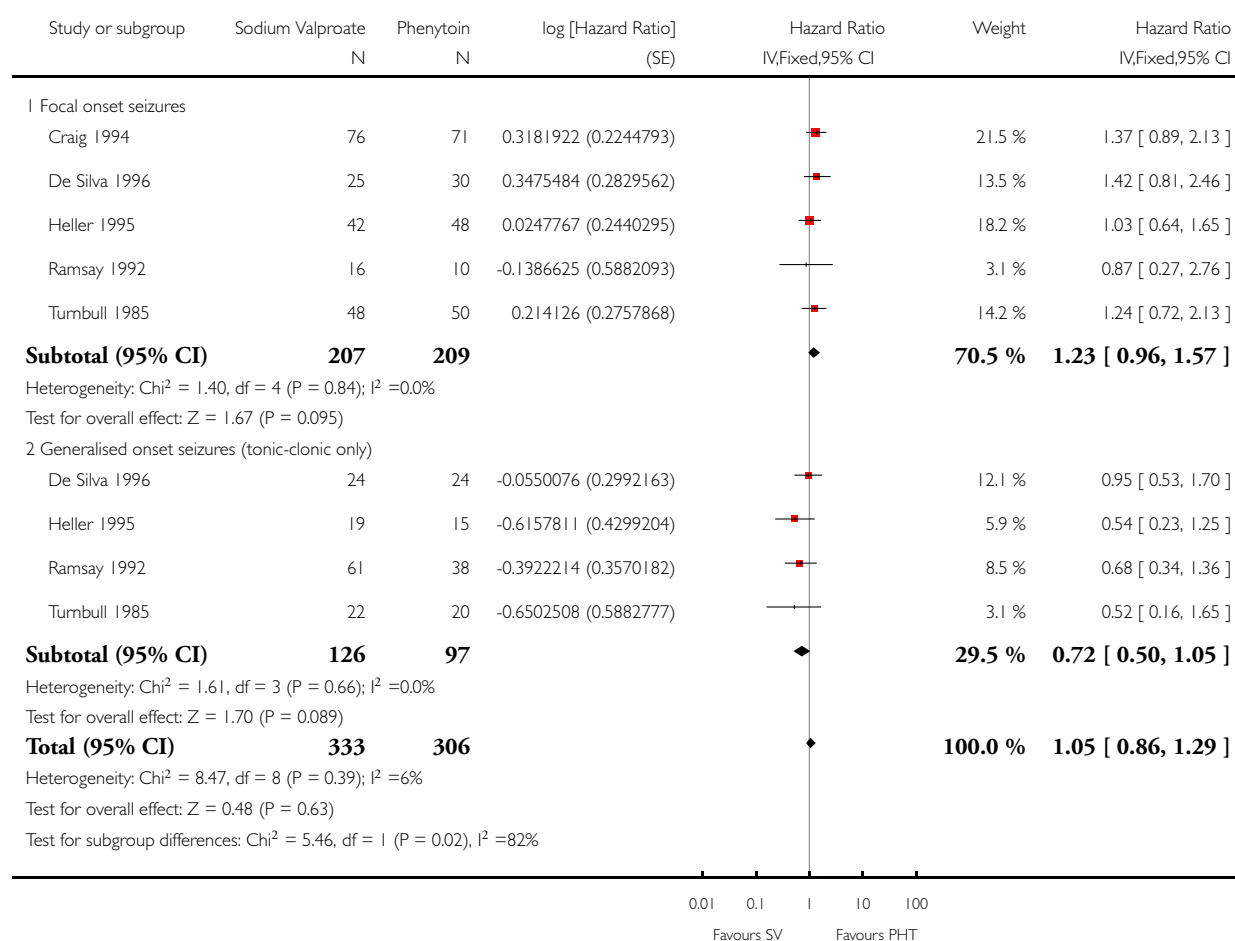 Study or subgroup Sodium Valproate Phenytoin log [Hazard Ratio] Hazard Ratio Weight Hazard Ratio
N N (SE) IV,Fixed,95% CI IV,Fixed,95% CI
1 Focal onset seizures
Craig 1994 76 71 0.3181922 (0.2244793) 21.5 % 1.37 [ 0.89, 2.13 ]
De Silva 1996 25 30 0.3475484 (0.2829562) 13.5 % 1.42 [ 0.81, 2.46 ]
Heller 1995 42 48 0.0247767 (0.2440295) 18.2 % 1.03 [ 0.64, 1.65 ]
Ramsay 1992 16 10 -0.1386625 (0.5882093) 3.1 % 0.87 [ 0.27, 2.76 ]
Turnbull 1985 48 50 0.214126 (0.2757868) 14.2 % 1.24 [ 0.72, 2.13 ]
Subtotal (95% CI) 207 209 70.5 % 1.23 [ 0.96, 1.57 ]
Heterogeneity: Chi² = 1.40, df = 4 (P = 0.84); I² =0.0%
Test for overall effect: Z = 1.67 (P = 0.095)
2 Generalised onset seizures (tonic-clonic only)
De Silva 1996 24 24 -0.0550076 (0.2992163) 12.1 % 0.95 [ 0.53, 1.70 ]
Heller 1995 19 15 -0.6157811 (0.4299204) 5.9 % 0.54 [ 0.23, 1.25 ]
Ramsay 1992 61 38 -0.3922214 (0.3570182) 8.5 % 0.68 [ 0.34, 1.36 ]
Turnbull 1985 22 20 -0.6502508 (0.5882777) 3.1 % 0.52 [ 0.16, 1.65 ]
Subtotal (95% CI) 126 97 29.5 % 0.72 [ 0.50, 1.05 ]
Heterogeneity: Chi² = 1.61, df = 3 (P = 0.66); I² =0.0%
Test for overall effect: Z = 1.70 (P = 0.089)
Total (95% CI) 333 306 100.0 % 1.05 [ 0.86, 1.29 ]
Heterogeneity: Chi² = 8.47, df = 8 (P = 0.39); I² =6%
Test for overall effect: Z = 0.48 (P = 0.63)
Test for subgroup differences: Chi² = 5.46, df = 1 (P = 0.02), I² =82%
0.01 0.1 1 10 100
Favours SV Favours PHT